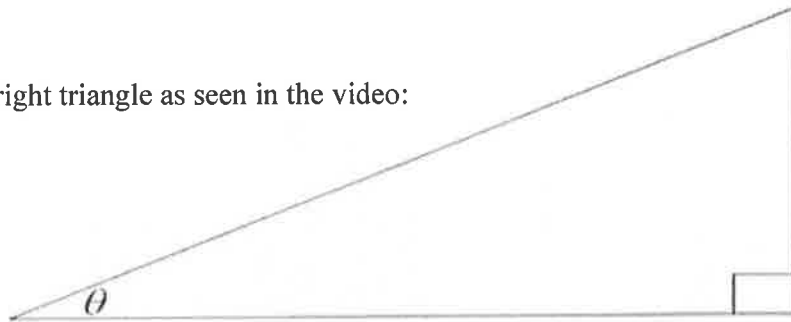 right triangle as seen in the video:
θ